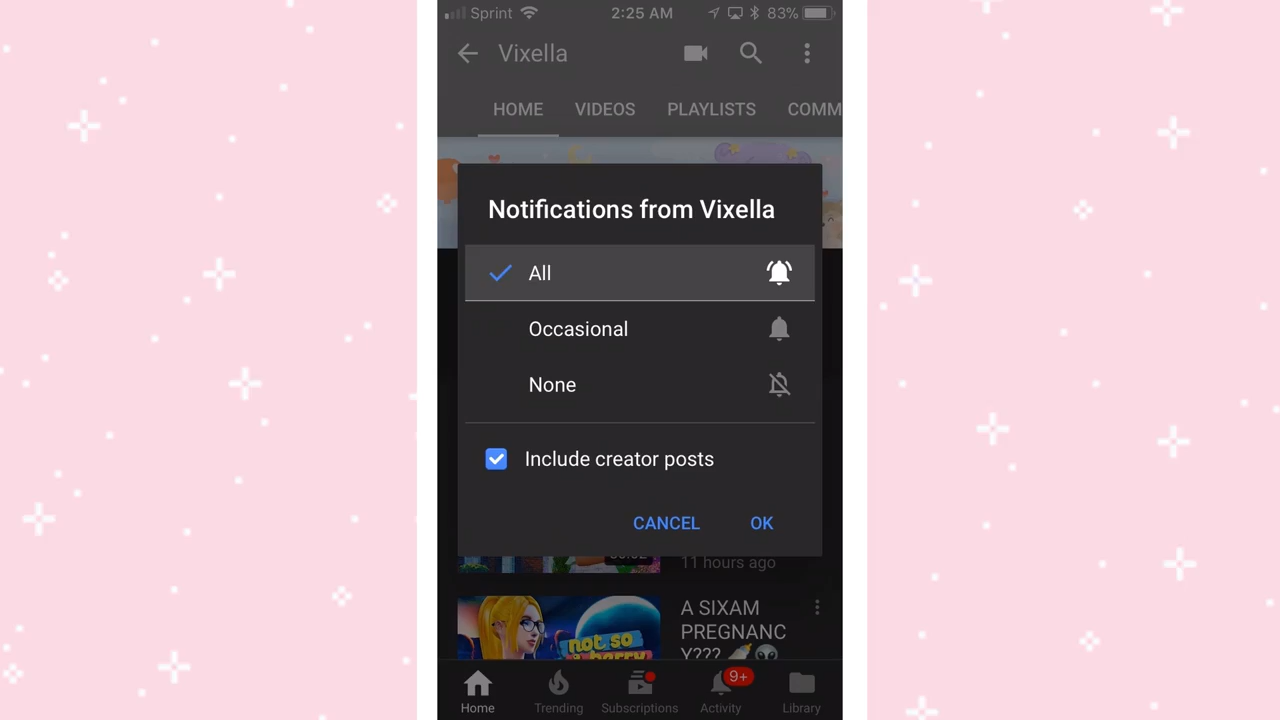 Sprint 2:25 AM 83%
Vixella
HOME VIDEOS PLAYLISTS COMM
Notifications from Vixella
All
Occasional
None
Include creator posts
CANCEL OK
11 hours ago
A SIXAM
PREGNANC
Y???
not so
berry
Home Trending Subscriptions Activity 9+ Library